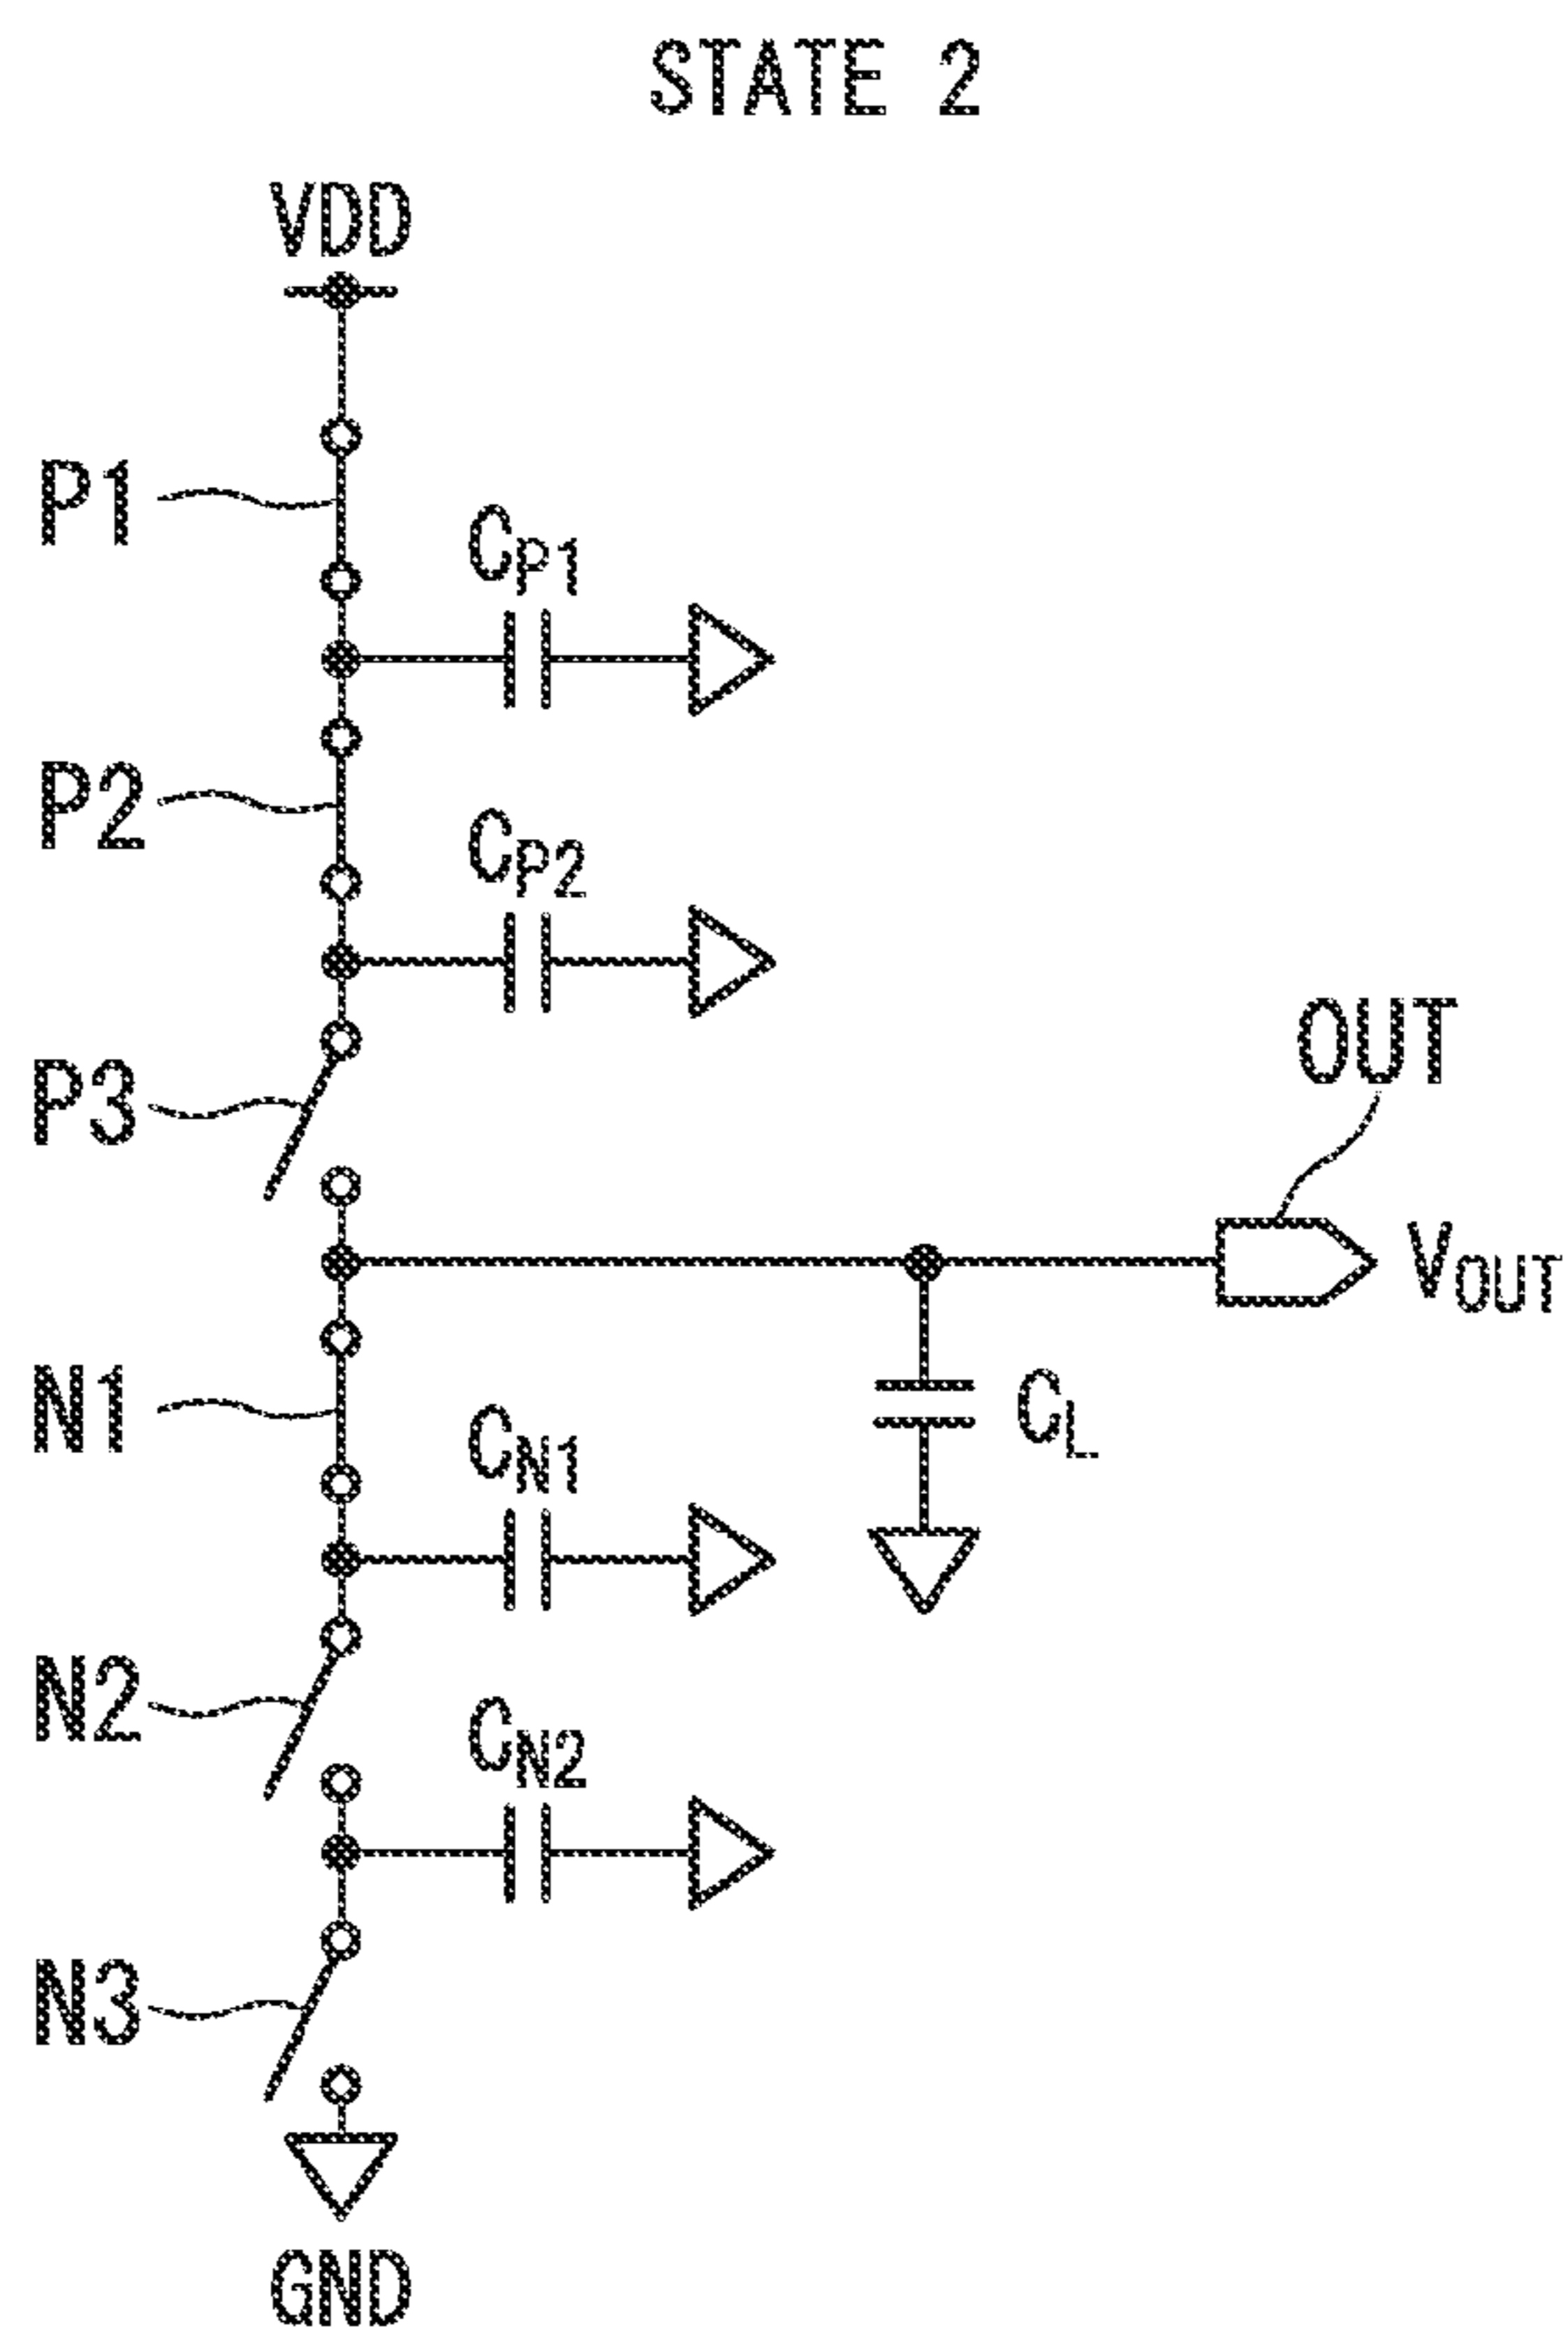 STATE 2
VDD
P1
CP1
P2
CP2
P3
OUT
VOUT
N1
CN1
CL
N2
CN2
N3
GND